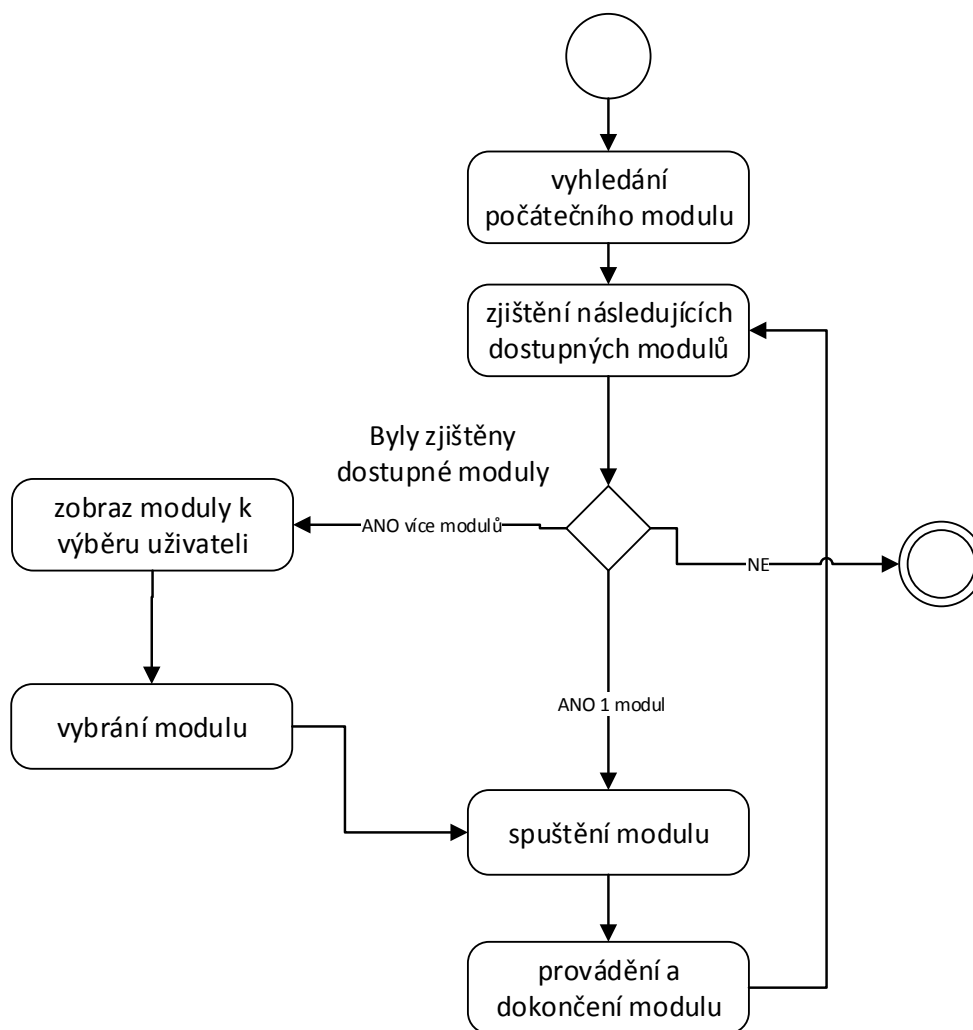 vyhledání
počátečního modulu
zjištění následujících
dostupných modulů
Byly zjištěny
dostupné moduly
zobraz moduly k
výběru uživateli
ANO více modulů
NE
vybrání modulu
ANO 1 modul
spuštění modulu
provádění a
dokončení modulu